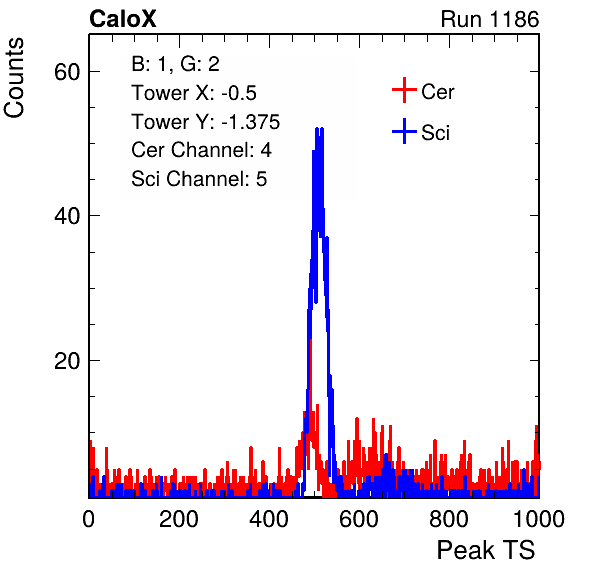 CaloX Run 1186
Counts
B: 1, G: 2
Tower X: -0.5
Tower Y: -1.375
Cer Channel: 4
Sci Channel: 5
Cer
Sci
60
40
20
0 200 400 600 800 1000
Peak TS